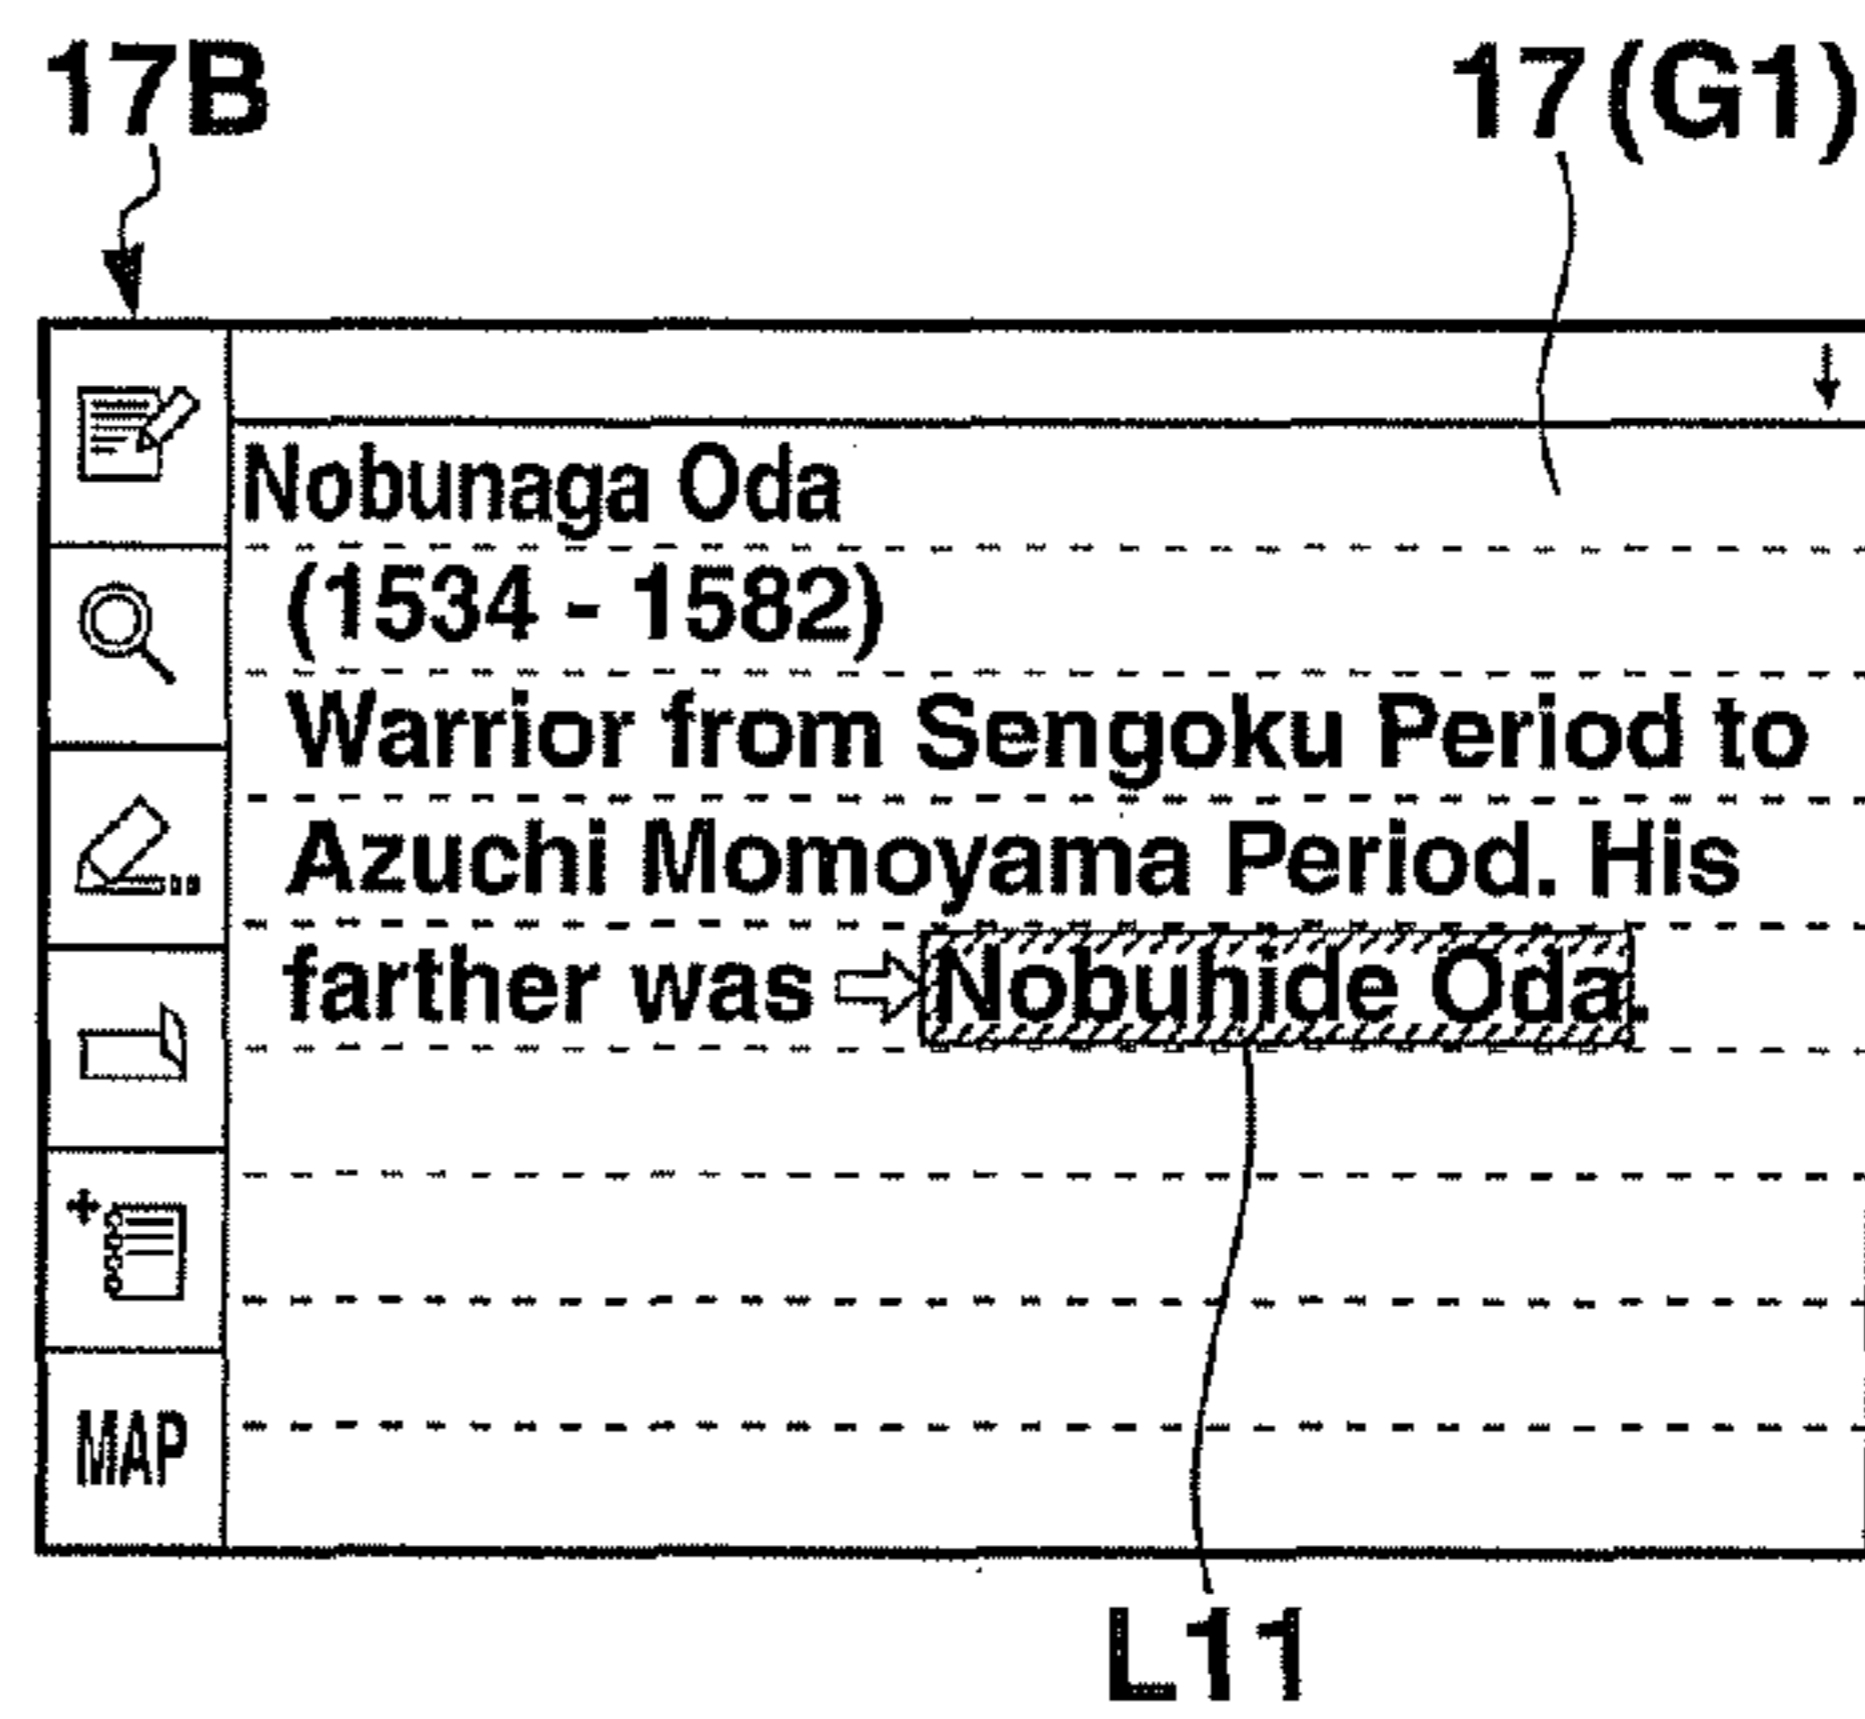 17B
17(G1)
Nobunaga Oda
(1534 - 1582)
Warrior from Sengoku Period to
Azuchi Momoyama Period. His
farther was ⇨Nobuhide Oda.
MAP
L11